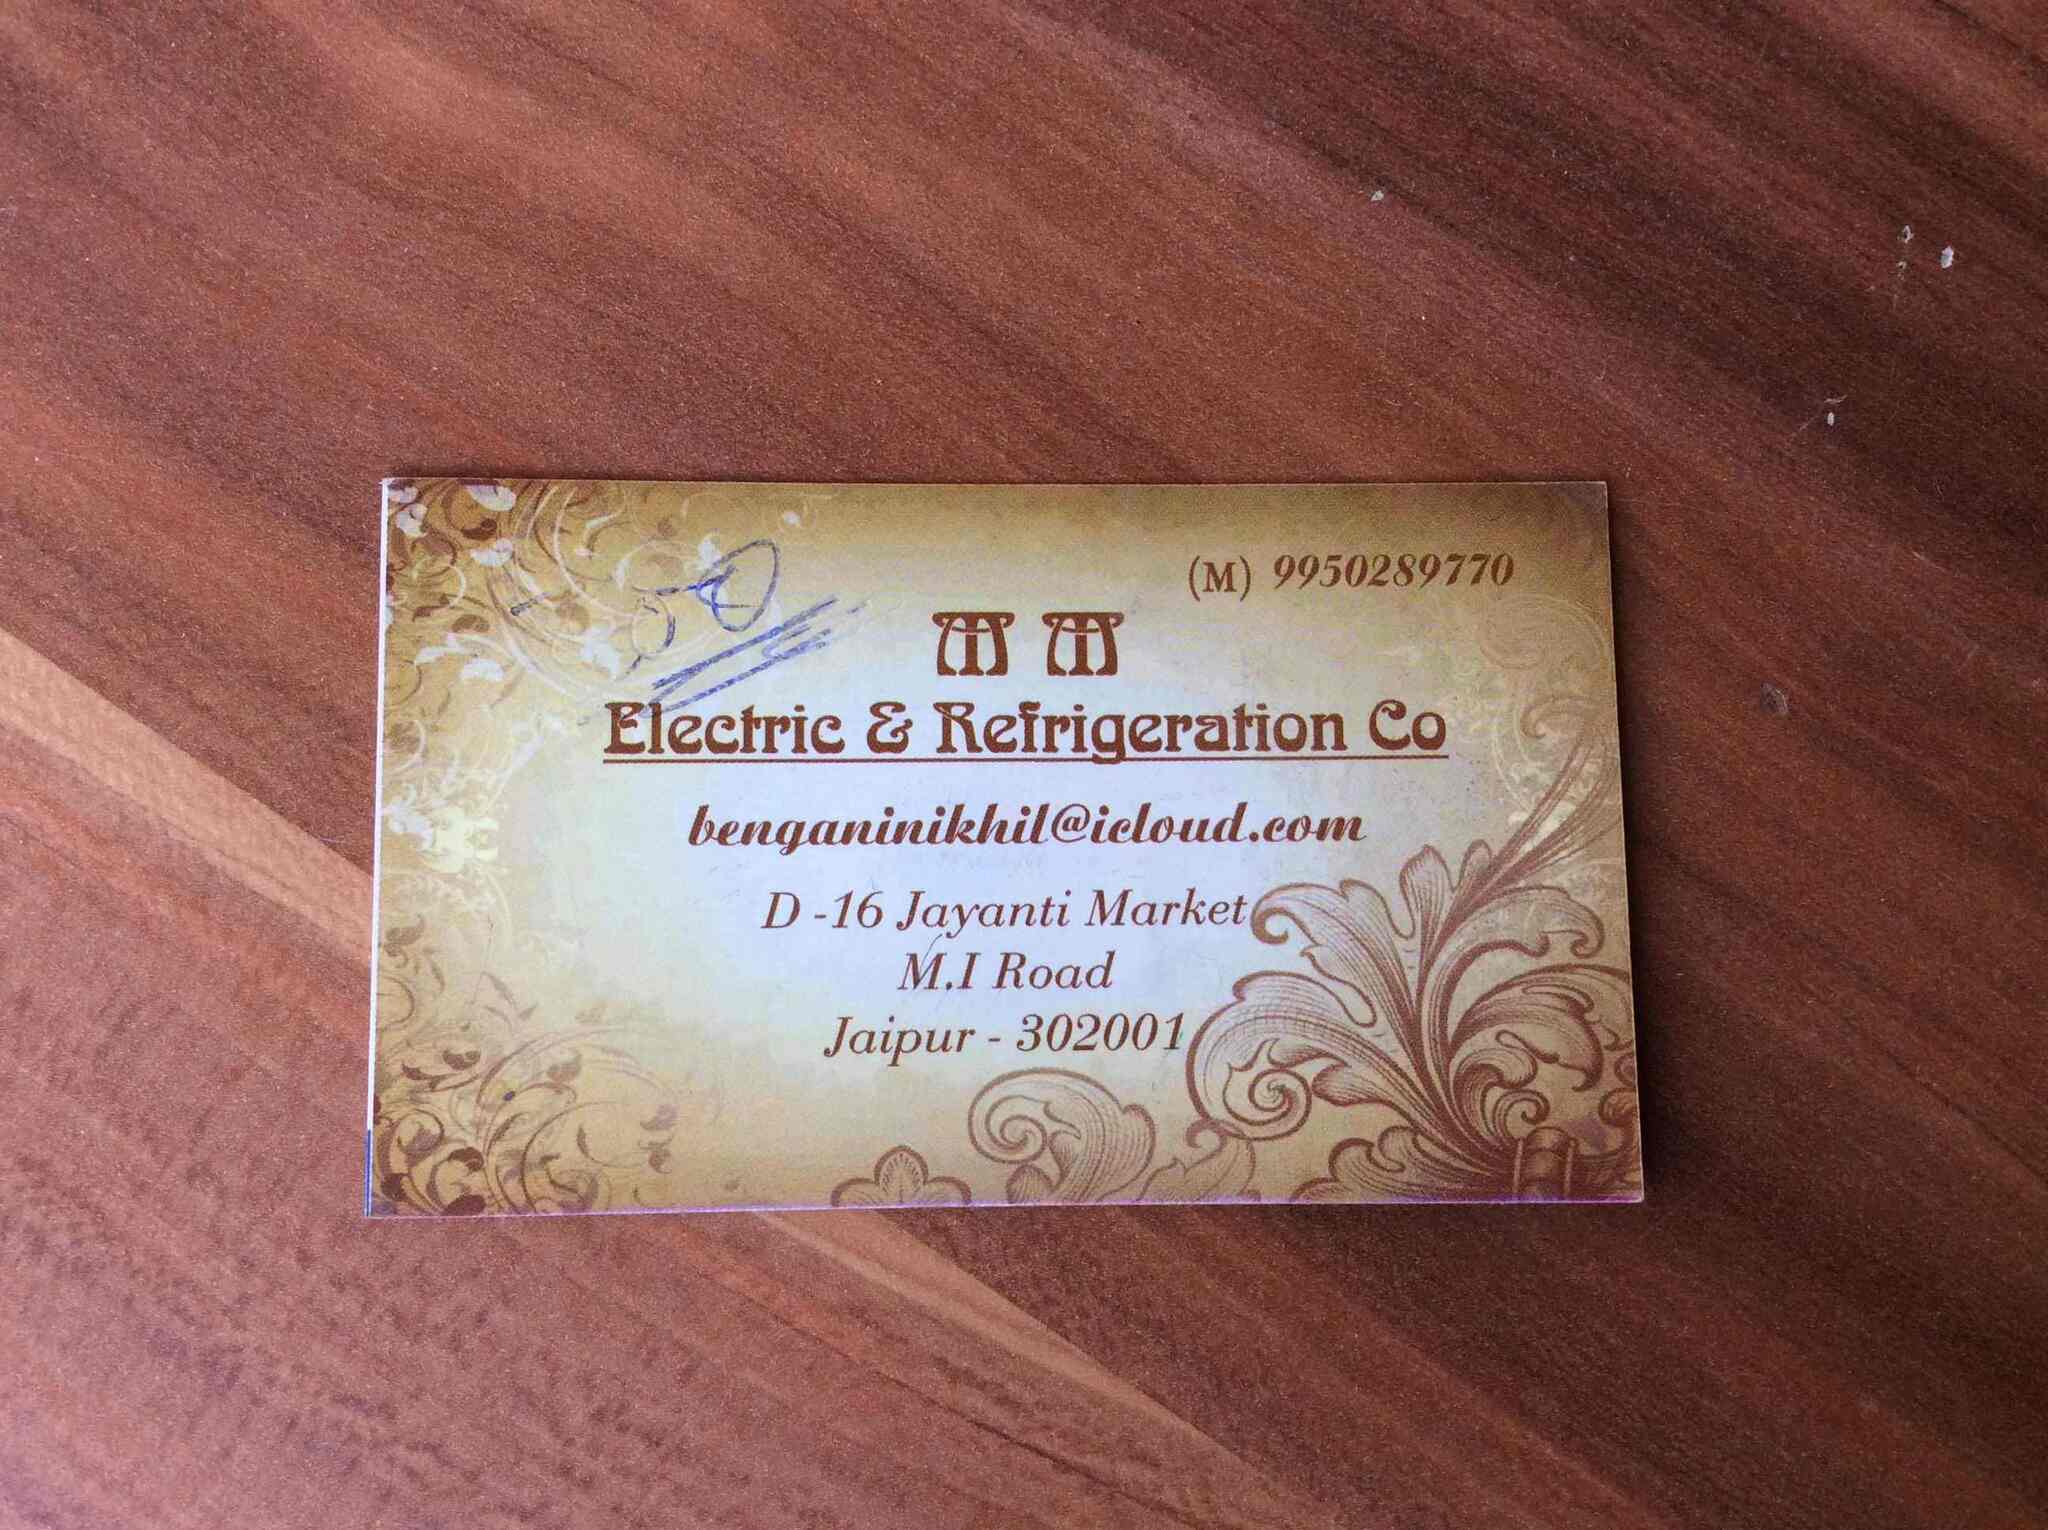 (M) 9950289770
M M
Electric & Refrigeration Co
benganinikhil@icloud.com
D -16 Jayanti Market
M.I Road
Jaipur - 302001